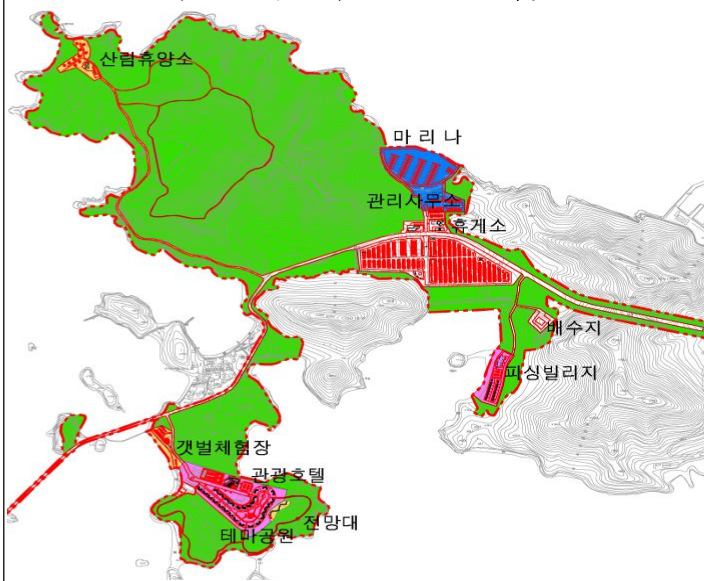 산림휴양소
마 리 나
관리사무소
휴게소
배수지
피싱빌리지
갯벌체험장
관광호텔
전망대
테마공원